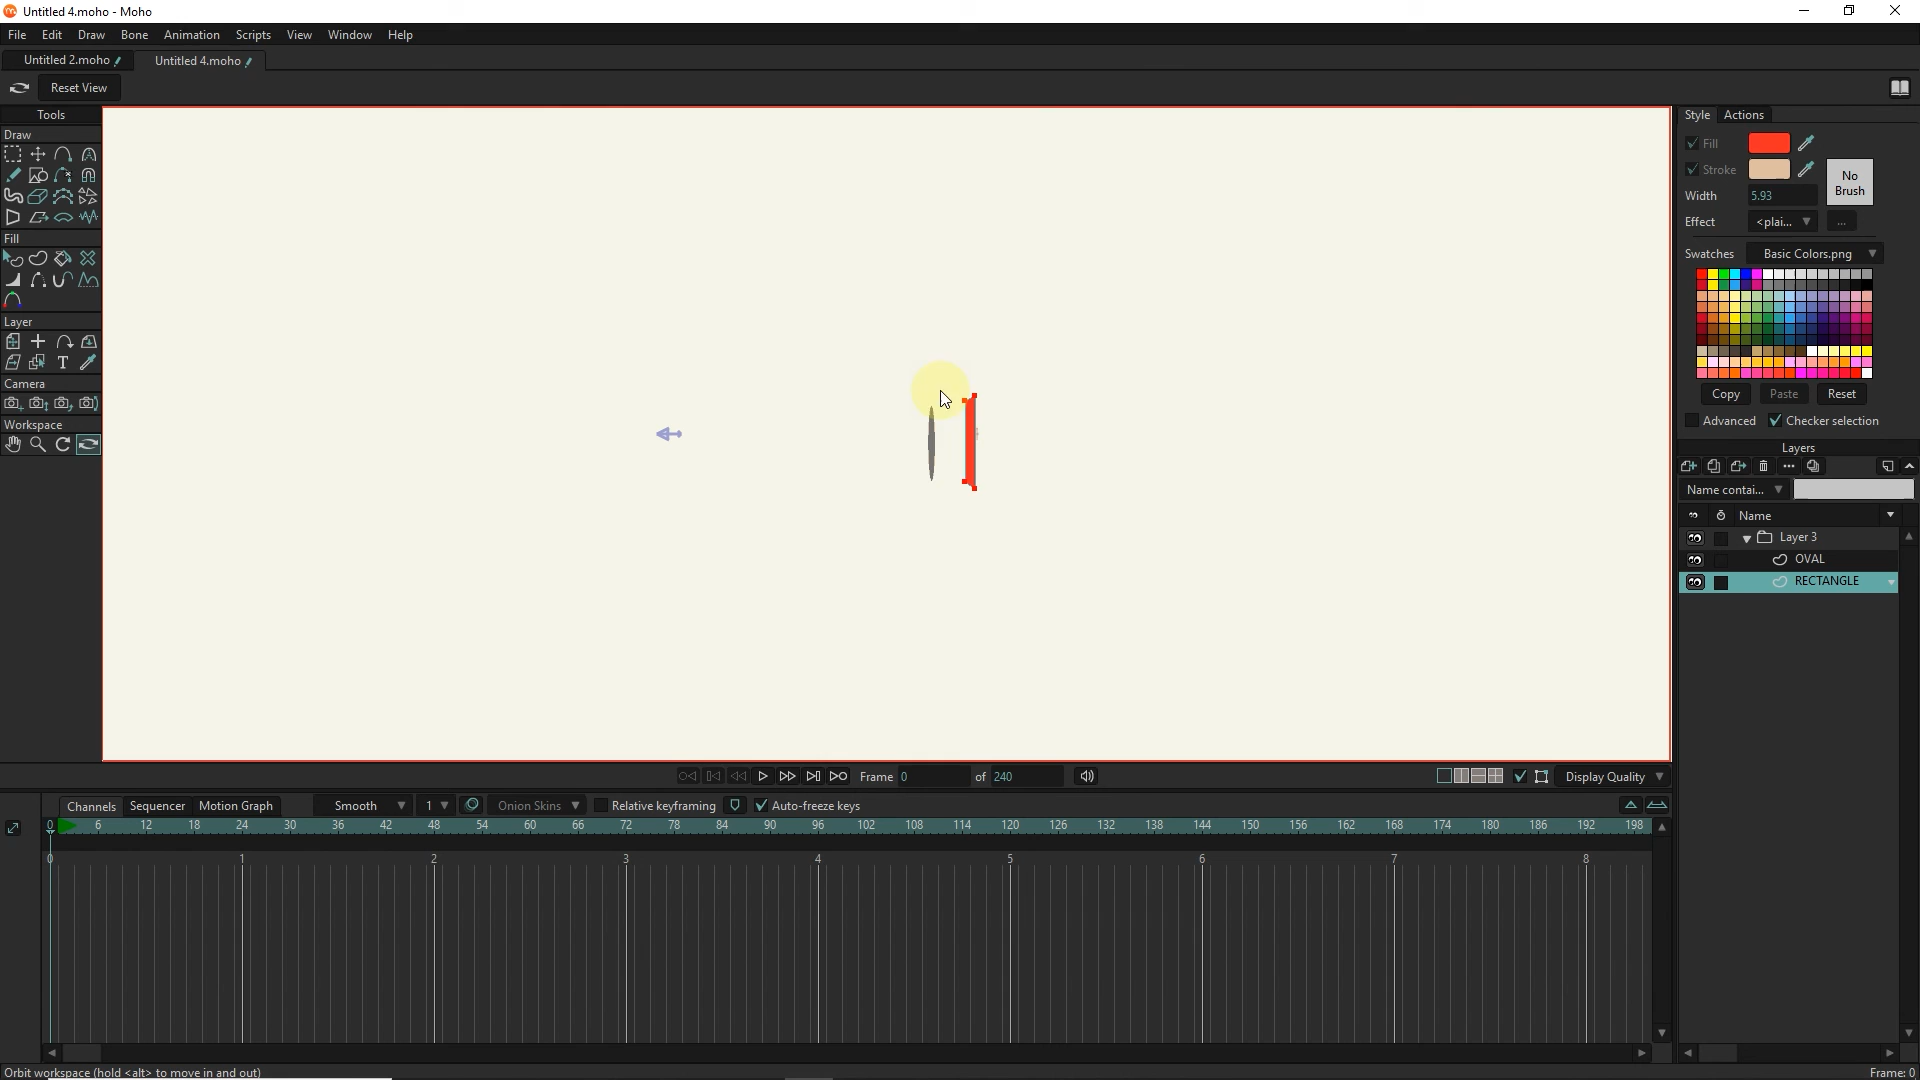 Untitled 4.moho - Moho
File Edit Draw Bone Animation Scripts View Window Help
Untitled 2.moho Untitled 4.moho
Reset View
Tools
Draw
Fill
Layer
Camera
Workspace
Style Actions
Fill
Stroke
No Brush
Width 5.93
Effect <plai... ...
Swatches Basic Colors.png
Copy Paste Reset
Advanced Checker selection
Layers
Name contai...
Name
Layer 3
OVAL
RECTANGLE
Frame 0 of 240 Display Quality
Channels Sequencer Motion Graph Smooth 1 Onion Skins Relative keyframing Auto-freeze keys
0 6 12 18 24 30 36 42 48 54 60 66 72 78 84 90 96 102 108 114 120 126 132 138 144 150 156 162 168 174 180 186 192 198
0 1 2 3 4 5 6 7 8
Orbit workspace (hold <alt> to move in and out) Frame: 0